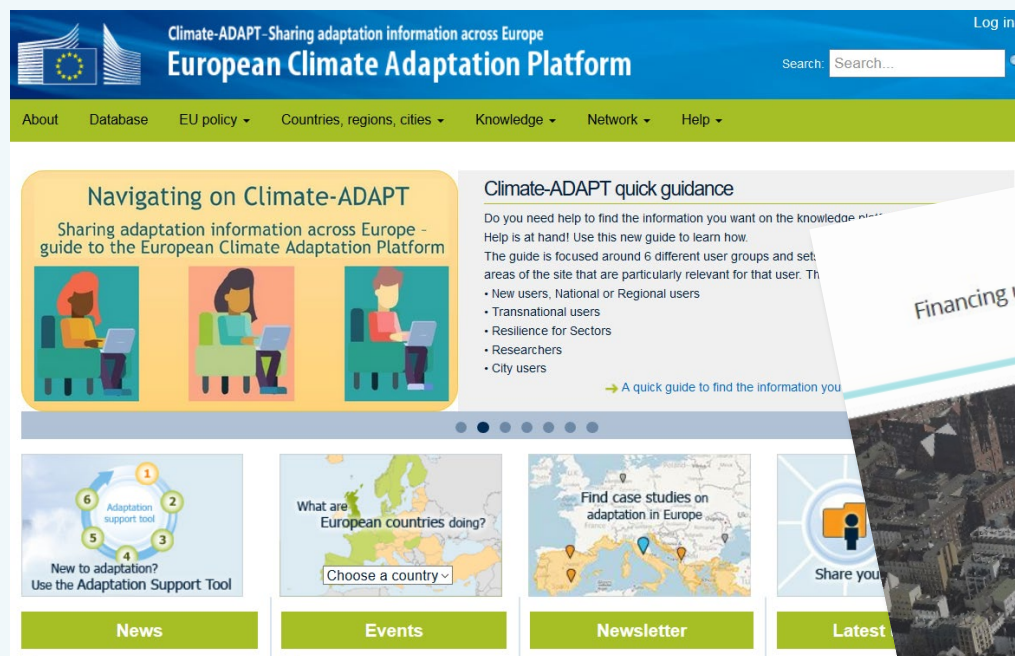 Log in
Climate-ADAPT-Sharing adaptation information across Europe
European Climate Adaptation Platform
Search: Search...
About Database EU policy Countries, regions, cities Knowledge Network Help
Navigating on Climate-ADAPT
Sharing adaptation information across Europe -
guide to the European Climate Adaptation Platform
Climate-ADAPT quick guidance
Do you need help to find the information you want on the knowledge
Help is at hand! Use this new guide to learn how.
The guide is focused around 6 different user groups and sets
areas of the site that are particularly relevant for that user.
• New users, National or Regional users
• Transnational users
• Resilience for Sectors
• Researchers
• City users
A quick guide to find the information you
Financing
1
2
3
4
5
6
Adaptation
support tool
New to adaptation?
Use the Adaptation Support Tool
What are
European countries doing?
Choose a country
Find case studies on
adaptation in Europe
Share your
News Events Newsletter Latest